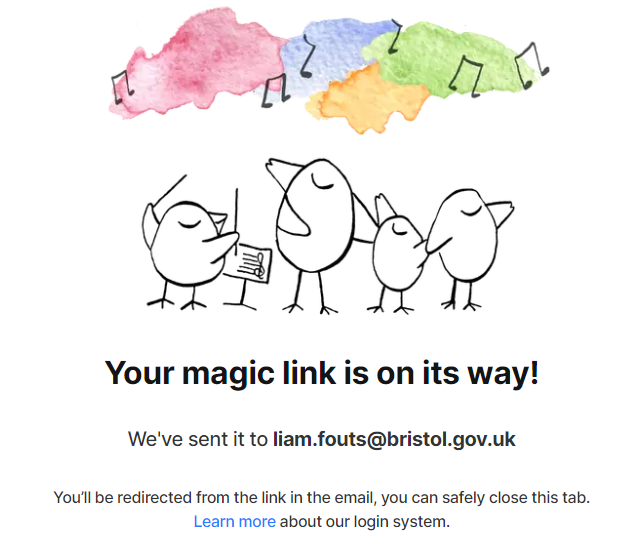 Your magic link is on its way!
We've sent it to liam.fouts@bristol.gov.uk
You’ll be redirected from the link in the email, you can safely close this tab.
Learn more about our login system.